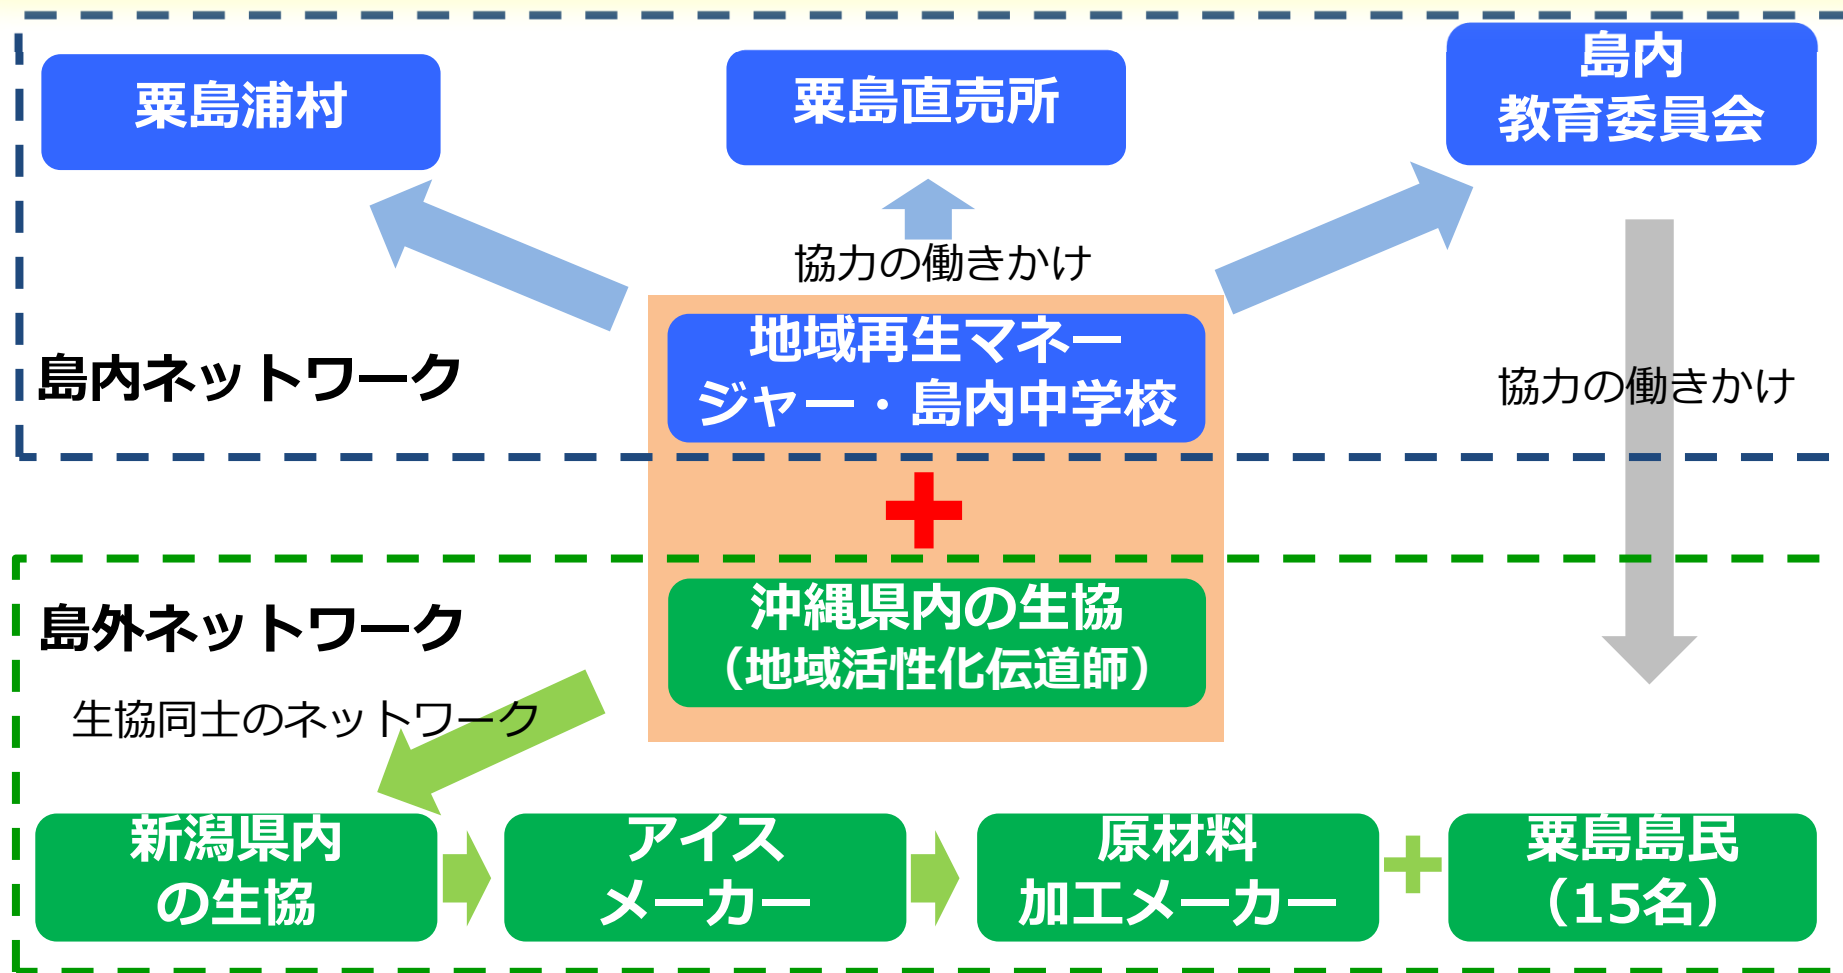 粟島浦村
粟島直売所
島内
教育委員会
協力の働きかけ
地域再生マネー
ジャー・島内中学校
島内ネットワーク
協力の働きかけ
島外ネットワーク
沖縄県内の生協
（地域活性化伝道師）
生協同士のネットワーク
新潟県内
の生協
アイス
メーカー
原材料
加工メーカー
粟島島民
（15名）